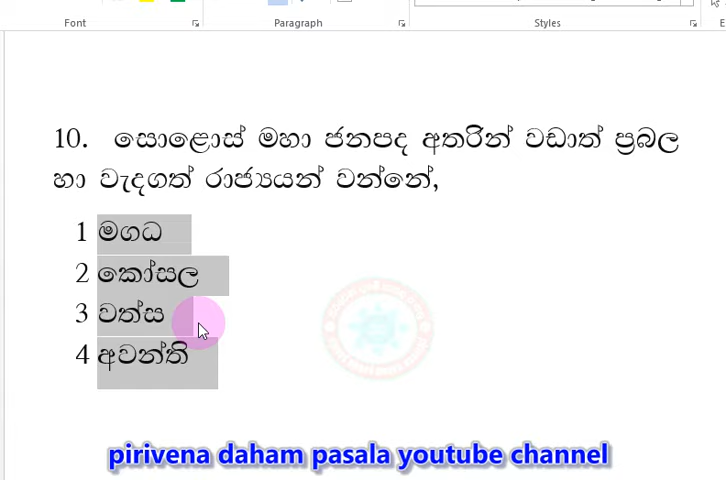 Font Paragraph Styles
10. සොළොස් මහා ජනපද අතරින් වඩාත් ප්‍රබල
හා වැදගත් රාජ්‍යයන් වන්නේ,
1 මගධ
2 කෝසල
3 වත්ස
4 අවන්ති
pirivena daham pasala youtube channel